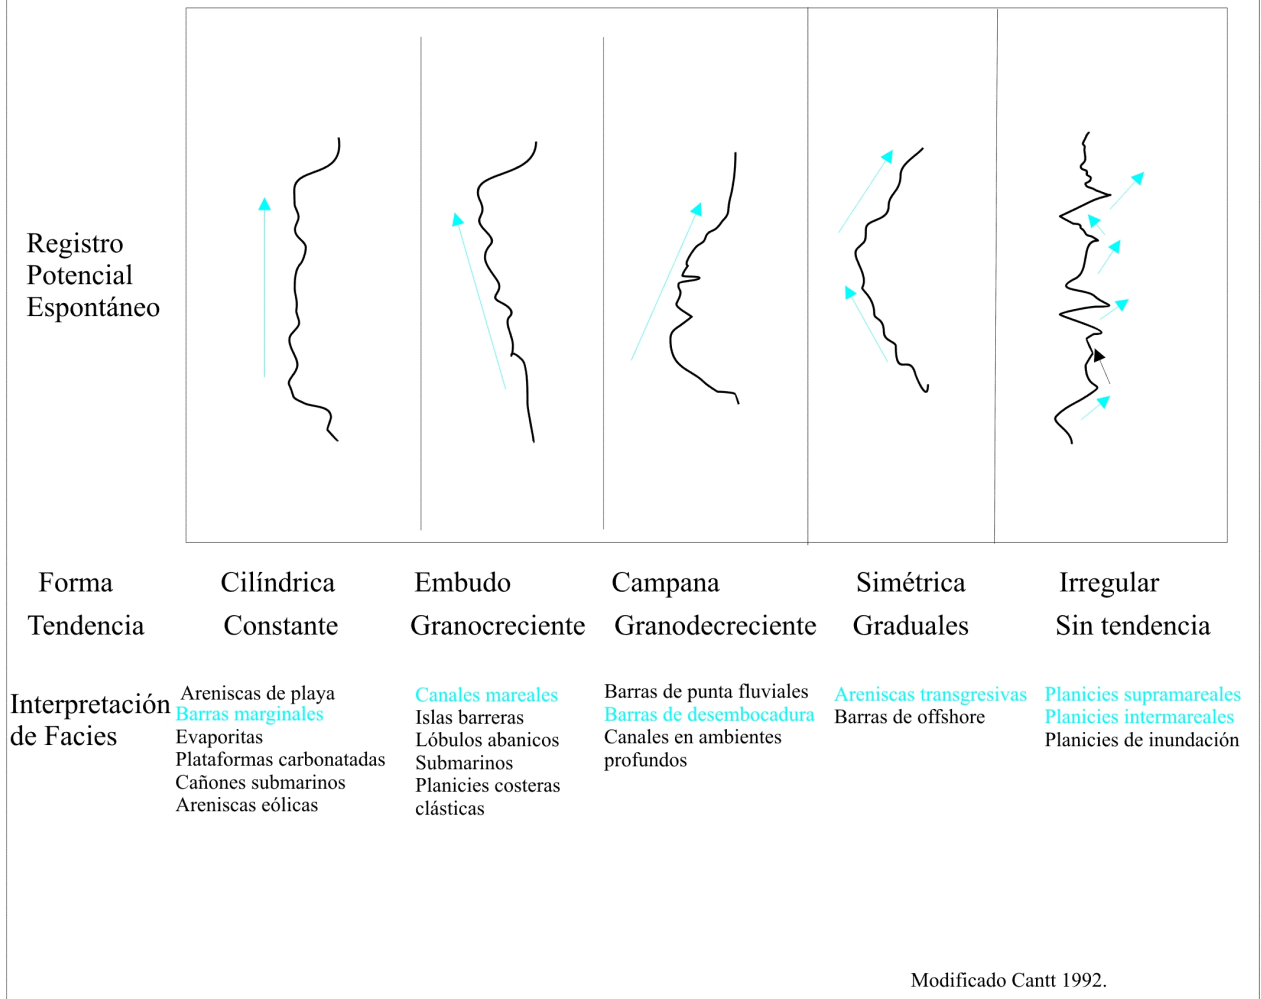 Registro
Potencial
Espontáneo
Forma
Cilíndrica
Embudo
Campana
Simétrica
Irregular
Tendencia
Constante
Granocreciente
Granodecreciente
Graduales
Sin tendencia
Interpretación
de Facies
Areniscas de playa
Barras marginales
Evaporitas
Plataformas carbonatadas
Cañones submarinos
Areniscas eólicas
Canales mareales
Islas barreras
Lóbulos abanicos
Submarinos
Planicies costeras
clásticas
Barras de punta fluviales
Barras de desembocadura
Canales en ambientes
profundos
Areniscas transgresivas
Barras de offshore
Planicies supramareales
Planicies intermareales
Planicies de inundación
Modificado Cantt 1992.